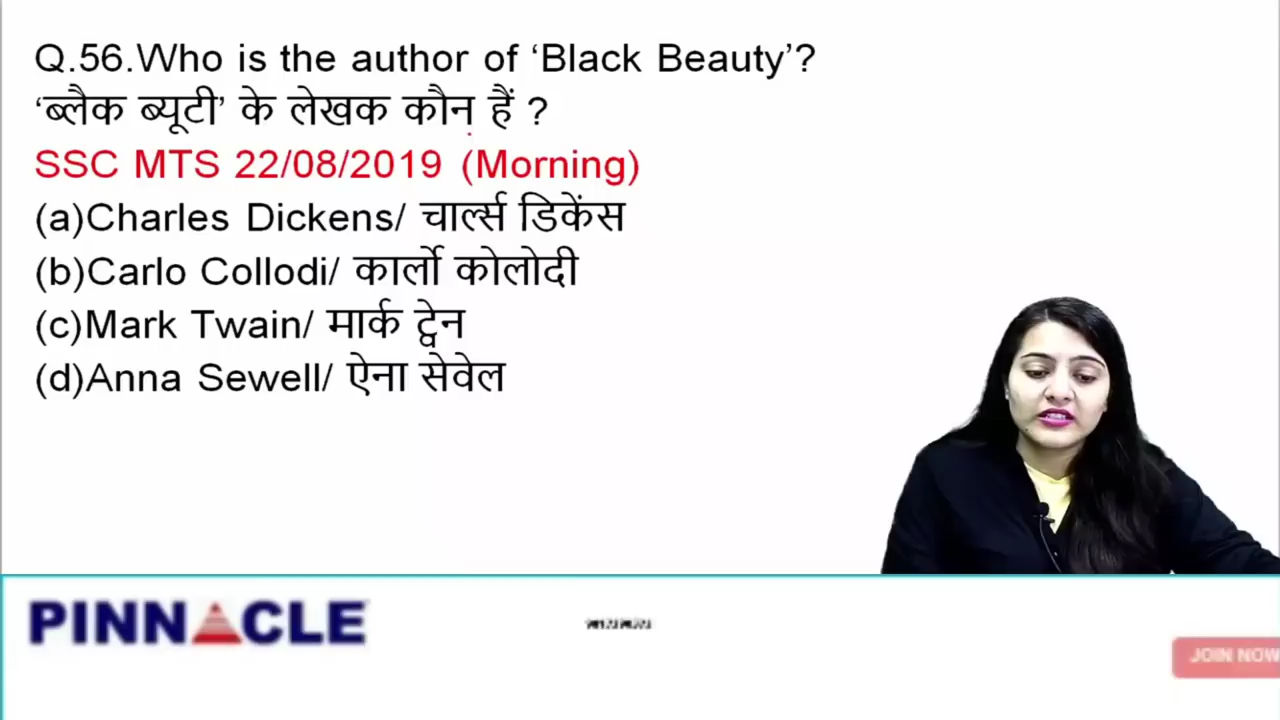 Q.56.Who is the author of ‘Black Beauty’?
‘ब्लैक ब्यूटी’ के लेखक कौन हैं ?
SSC MTS 22/08/2019 (Morning)
(a)Charles Dickens/ चार्ल्स डिकेंस
(b)Carlo Collodi/ कार्लो कोलोदी
(c)Mark Twain/ मार्क ट्वेन
(d)Anna Sewell/ ऐना सेवेल
PINNACLE
JOIN NOW